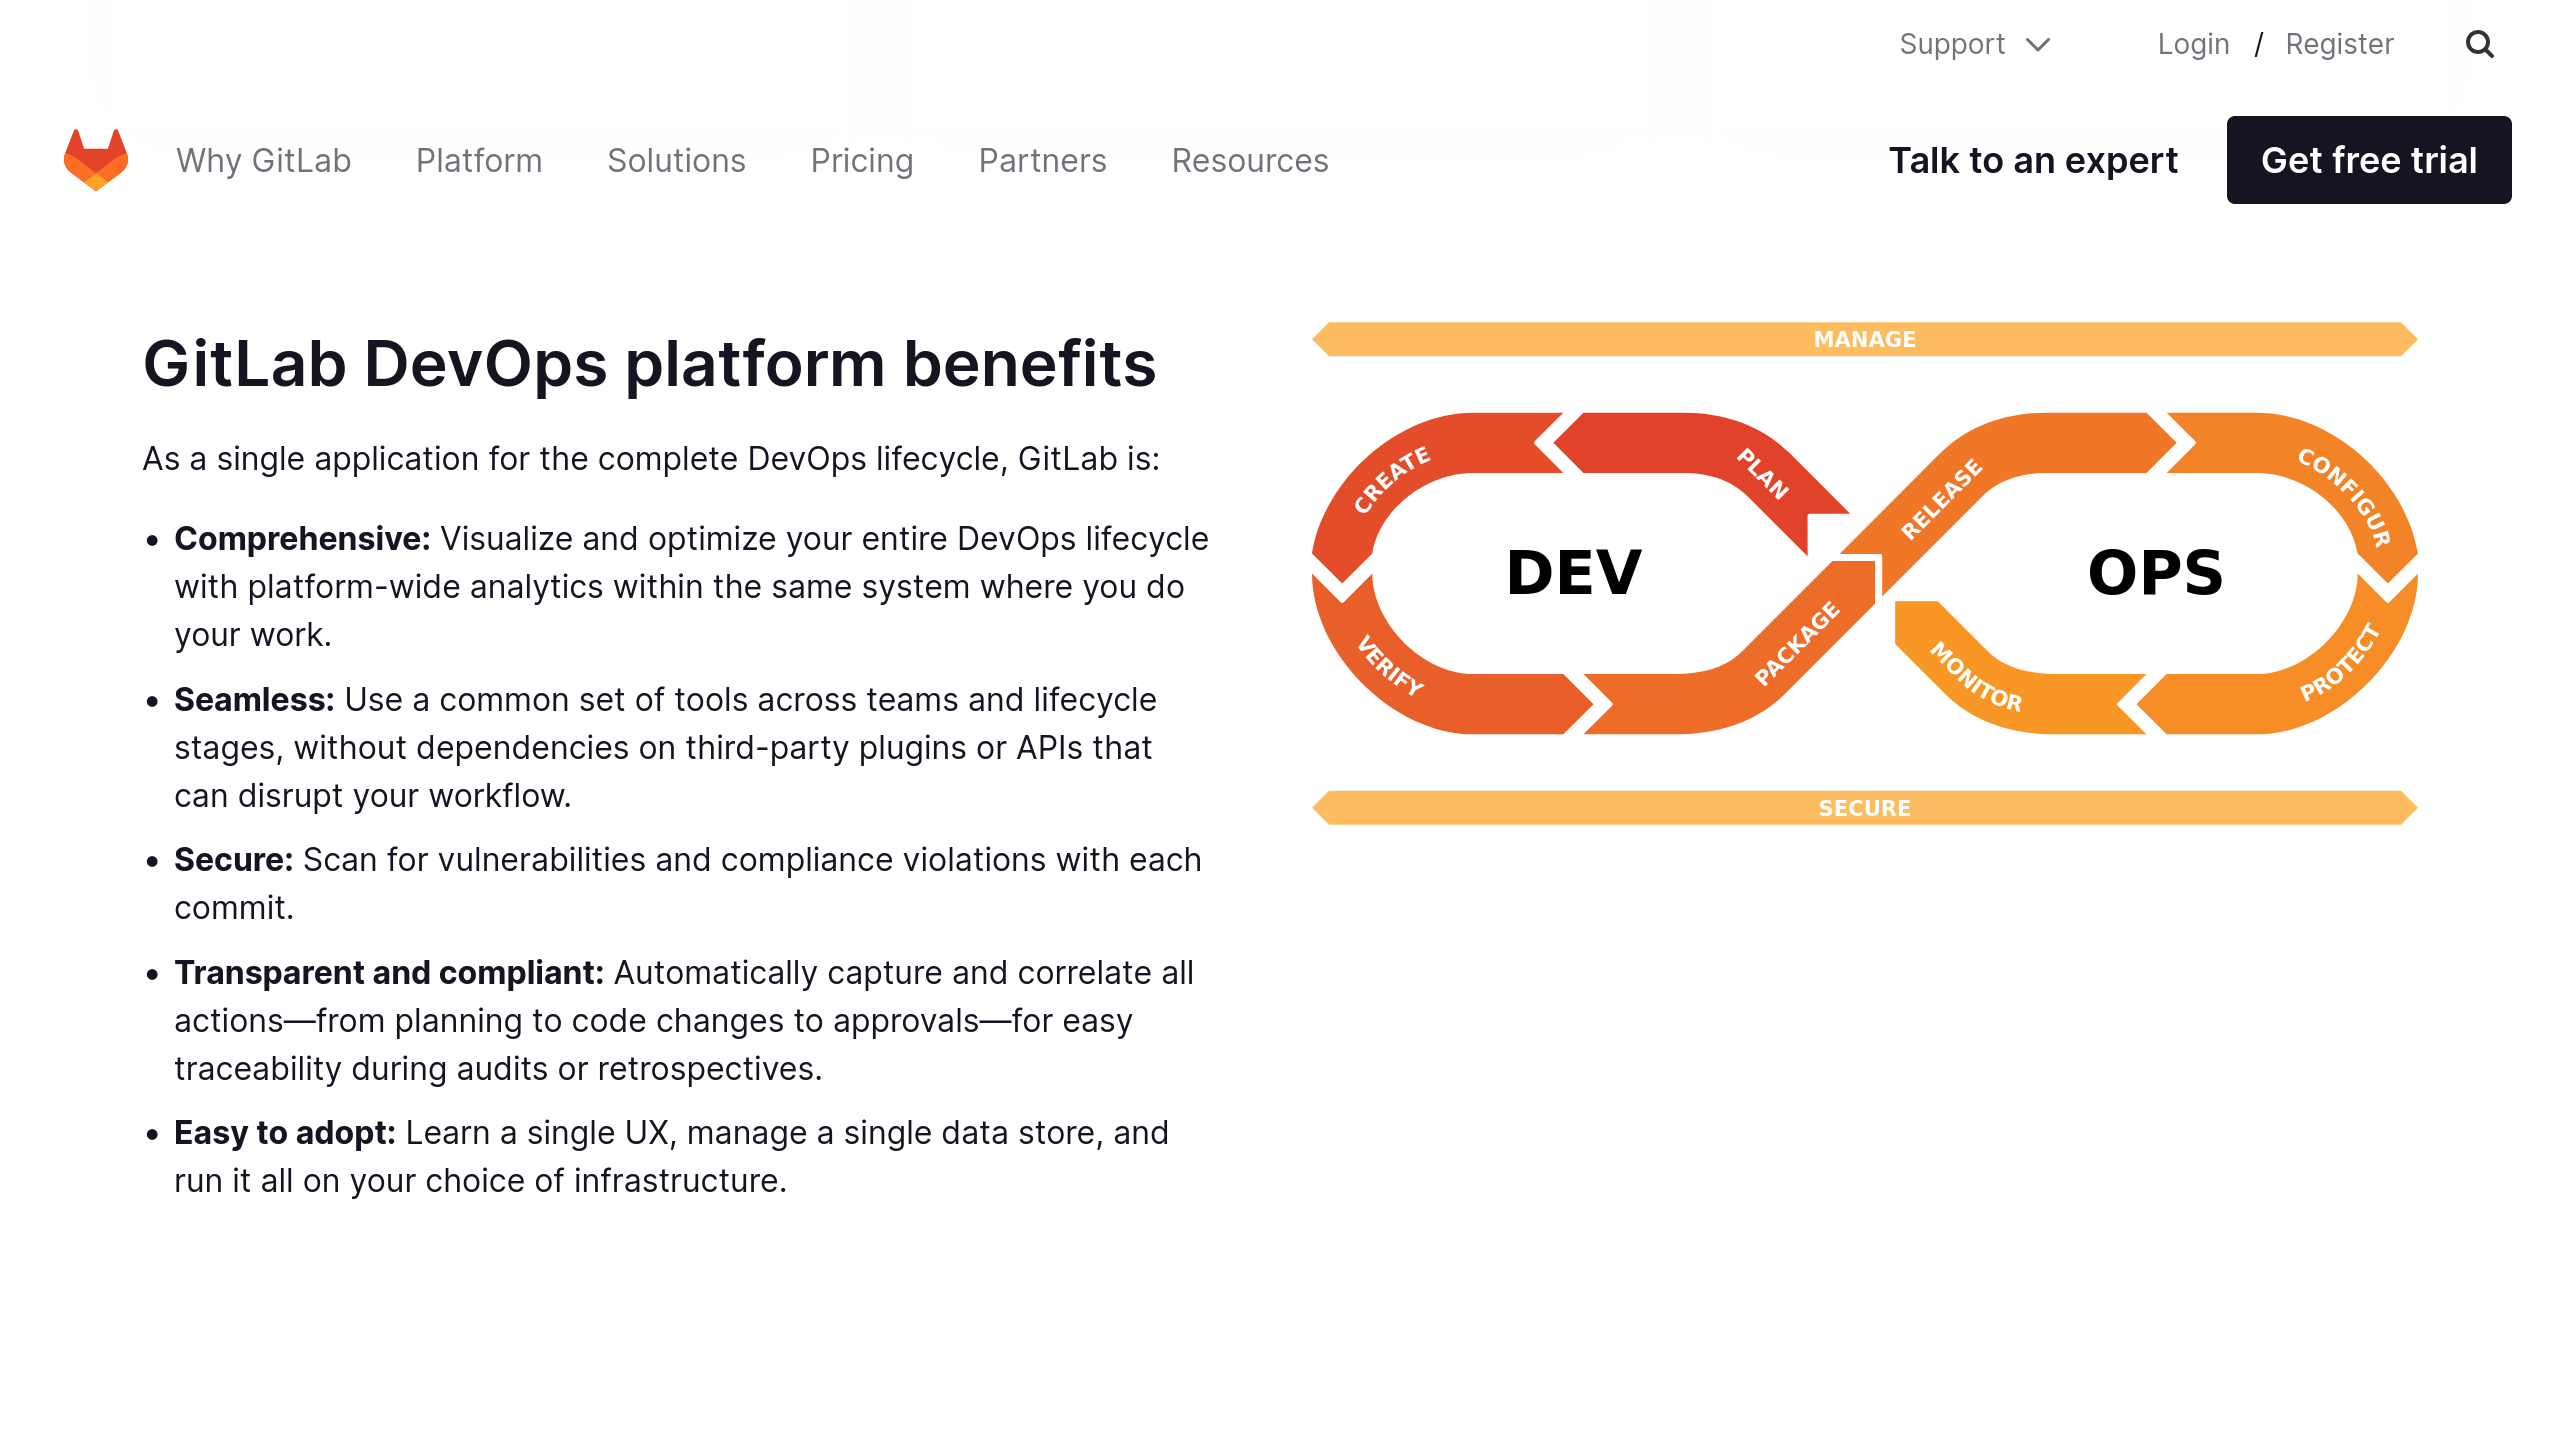 Support
Login / Register
Why GitLab
Platform
Solutions
Pricing
Partners
Resources
Talk to an expert
Get free trial
GitLab DevOps platform benefits
As a single application for the complete DevOps lifecycle, GitLab is:
• Comprehensive: Visualize and optimize your entire DevOps lifecycle
with platform-wide analytics within the same system where you do
your work.
• Seamless: Use a common set of tools across teams and lifecycle
stages, without dependencies on third-party plugins or APIs that
can disrupt your workflow.
• Secure: Scan for vulnerabilities and compliance violations with each
commit.
• Transparent and compliant: Automatically capture and correlate all
actions—from planning to code changes to approvals—for easy
traceability during audits or retrospectives.
• Easy to adopt: Learn a single UX, manage a single data store, and
run it all on your choice of infrastructure.
MANAGE
CREATE
PLAN
RELEASE
CONFIGUR
DEV
OPS
VERIFY
PACKAGE
MONITOR
PROTECT
SECURE